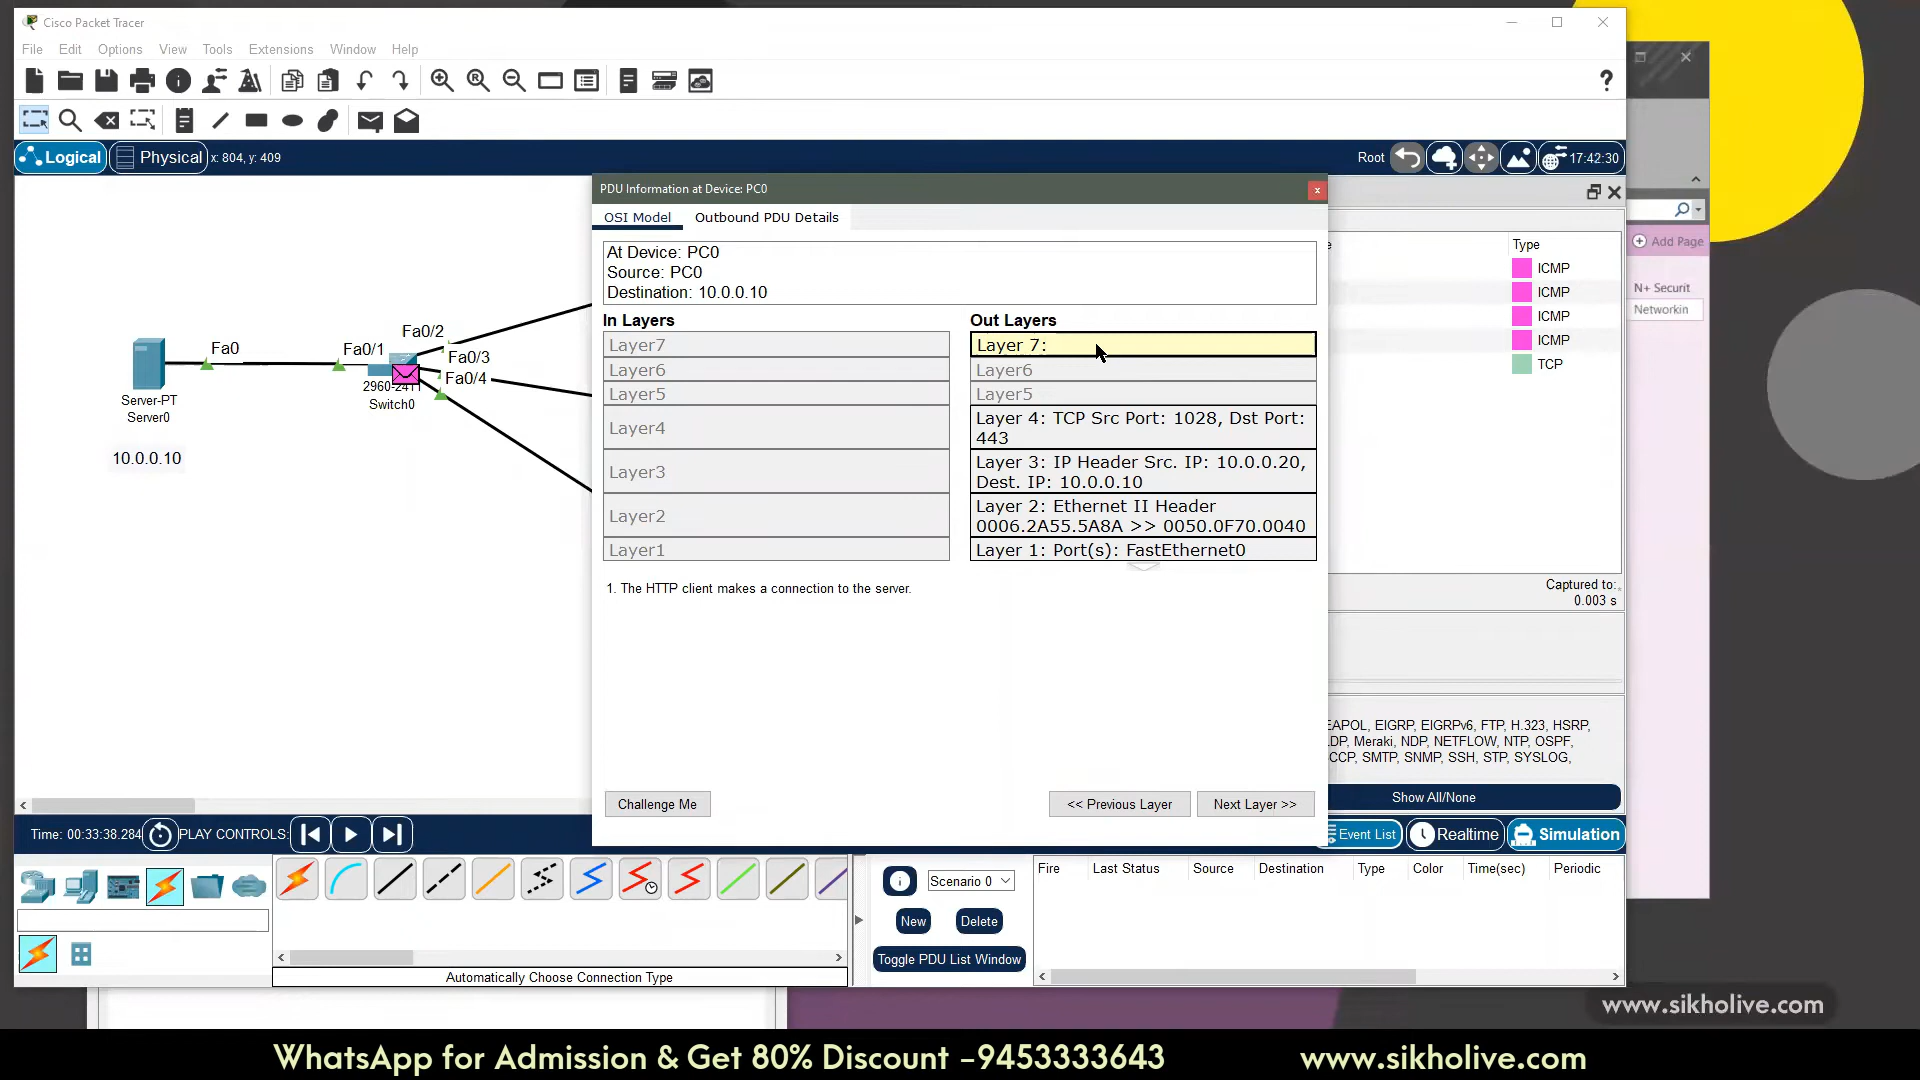 Cisco Packet Tracer
File Edit Options View Tools Extensions Window Help
Logical Physical x: 804, y: 409
Root 17:42:30
PDU Information at Device: PC0
OSI Model Outbound PDU Details
At Device: PC0
Source: PC0
Destination: 10.0.0.10
In Layers
Layer7
Layer6
Layer5
Layer4
Layer3
Layer2
Layer1
Out Layers
Layer 7:
Layer6
Layer5
Layer 4: TCP Src Port: 1028, Dst Port:
443
Layer 3: IP Header Src. IP: 10.0.0.20,
Dest. IP: 10.0.0.10
Layer 2: Ethernet II Header
0006.2A55.5A8A >> 0050.0F70.0040
Layer 1: Port(s): FastEthernet0
1. The HTTP client makes a connection to the server.
Challenge Me
<< Previous Layer
Next Layer >>
Fa0
Fa0/1
Fa0/2
Fa0/3
Fa0/4
Server-PT
Server0
10.0.0.10
Switch0
Type
ICMP
ICMP
ICMP
ICMP
TCP
Captured to:
0.003 s
EIGRP, EIGRPv6, FTP, H.323, HSRP,
Meraki, NDP, NETFLOW, NTP, OSPF,
SMTP, SNMP, SSH, STP, SYSLOG,
Show All/None
Add Page
N+ Securit
Networkin
Time: 00:33:38.284 PLAY CONTROLS:
Event List Realtime Simulation
Scenario 0
New Delete
Toggle PDU List Window
Fire Last Status Source Destination Type Color Time(sec) Periodic
Automatically Choose Connection Type
www.sikholive.com
WhatsApp for Admission & Get 80% Discount –9453333643 www.sikholive.com